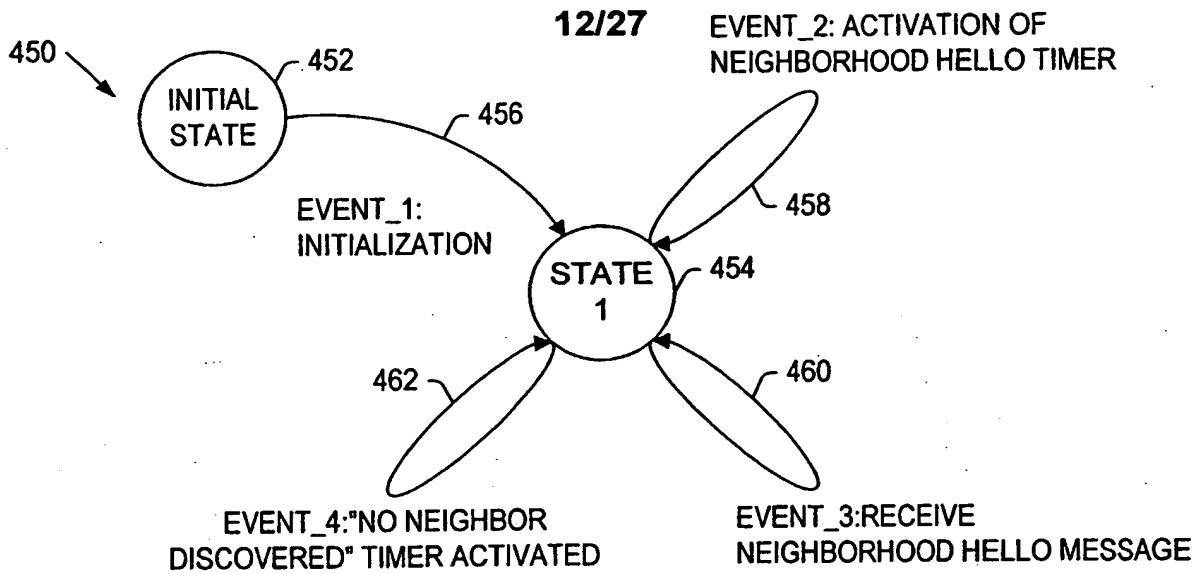 12/27
EVENT_2: ACTIVATION OF
NEIGHBORHOOD HELLO TIMER
450
452
INITIAL
STATE
456
458
EVENT_1:
INITIALIZATION
STATE
1
454
462
460
EVENT_4:"NO NEIGHBOR
DISCOVERED" TIMER ACTIVATED
EVENT_3:RECEIVE
NEIGHBORHOOD HELLO MESSAGE